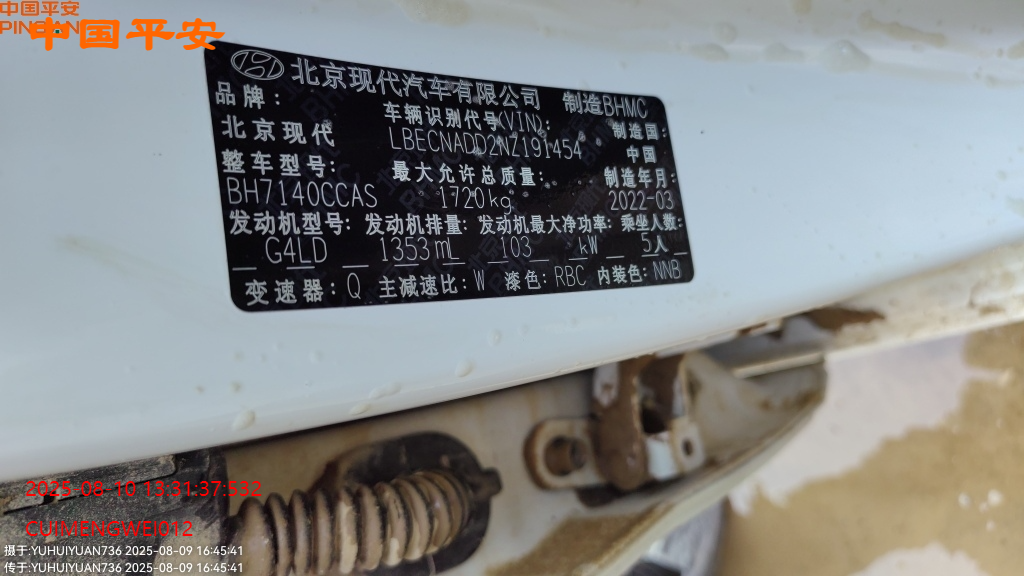 中国平安
PINGAN
中国平安
北京现代汽车有限公司 制造BHMC
品牌: 车辆识别代号(VIN): 制造国:
北京现代 LBECNADD2NZ191454 中国
整车型号: 最大允许总质量: 制造年月:
BH7140CCAS 1720kg 2022-03
发动机型号: 发动机排量: 发动机最大净功率: 乘坐人数:
G4LD 1353mL 103 kW 5人
变速器: Q 主减速比: W 漆色: RBC 内装色: NNB
2025 08 10 13:31:37:532
CUIMENGWEI012
摄于:YUHUIYUAN736 2025-08-09 16:45:41
传于:YUHUIYUAN736 2025-08-09 16:45:41